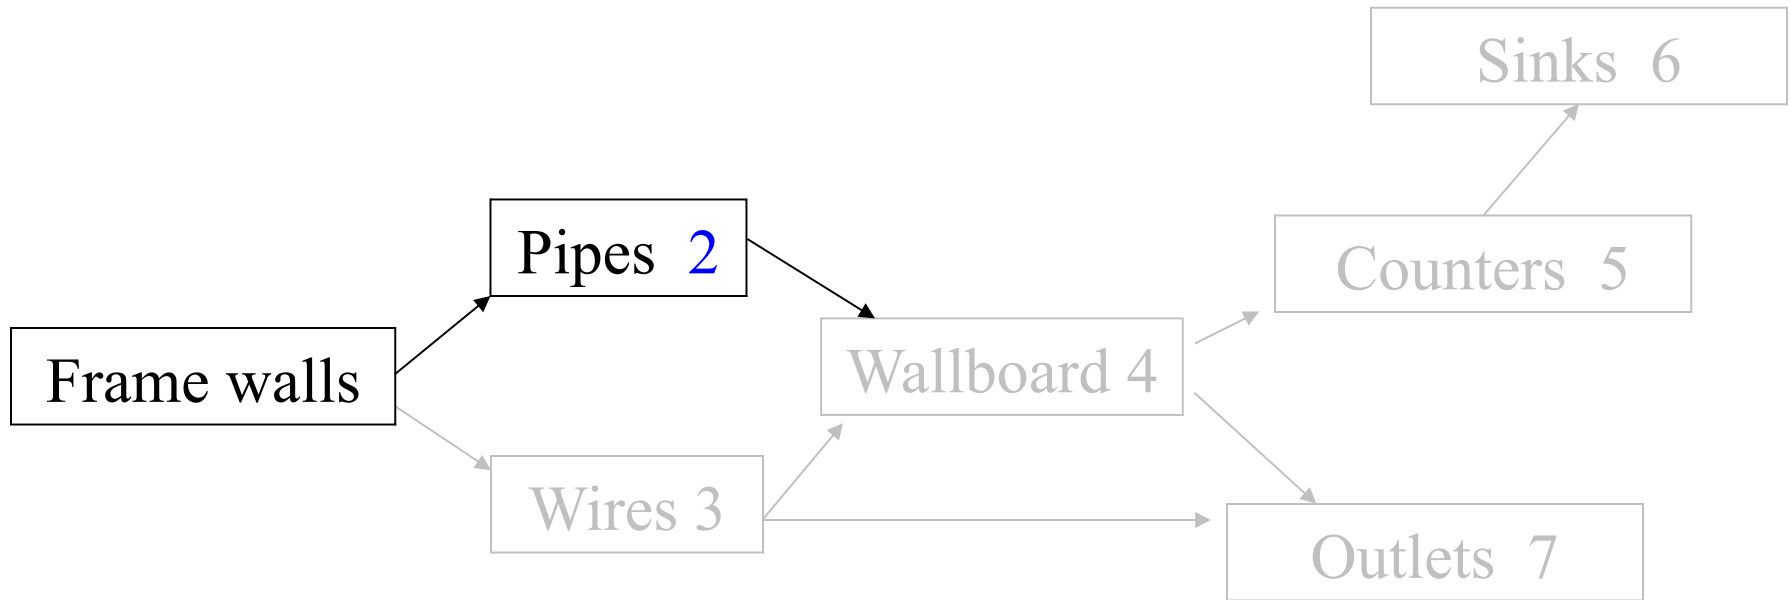 Sinks 6
Pipes 2
Counters 5
Frame walls
Wallboard 4
Wires 3
Outlets 7